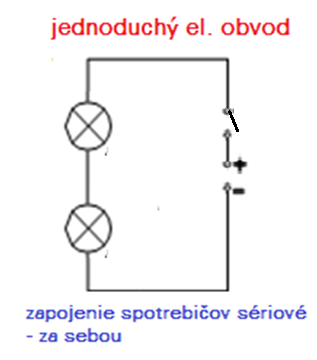 jednoduchý el. obvod
+
-
zapojenie spotrebičov sériové
- za sebou